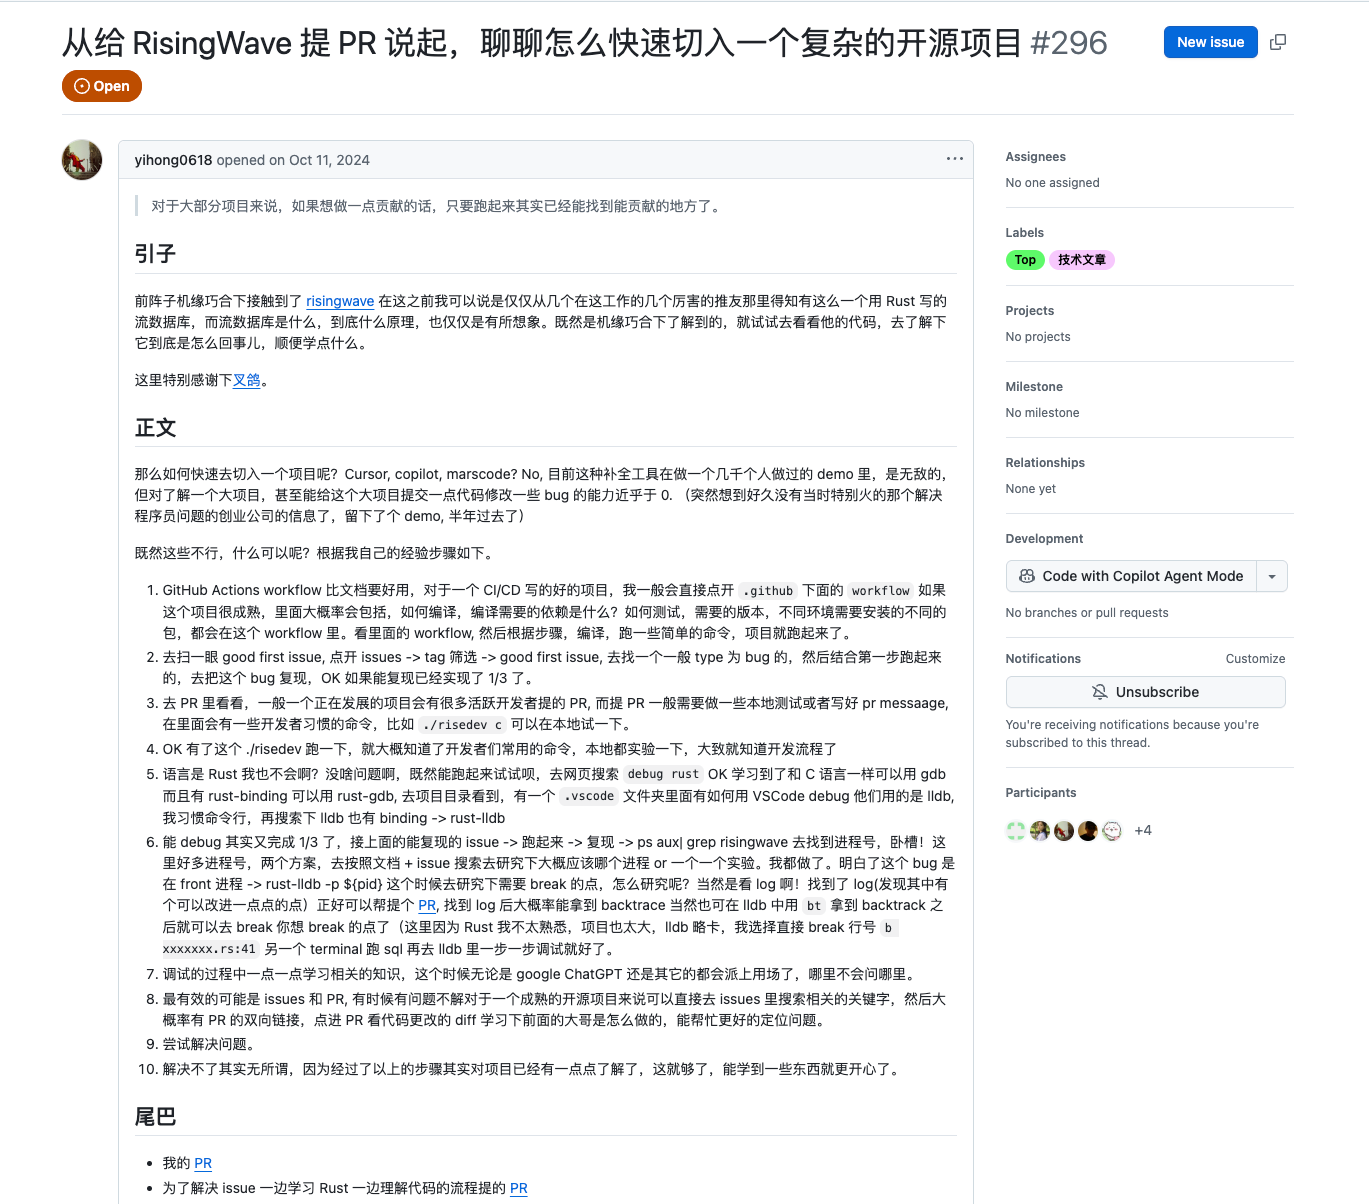 从给 RisingWave 提 PR 说起，聊聊怎么快速切入一个复杂的开源项目 #296
New issue
Open
yihong0618 opened on Oct 11, 2024
对于大部分项目来说，如果想做一点贡献的话，只要跑起来其实已经能找到能贡献的地方了。
引子
前阵子机缘巧合下接触到了 risingwave 在这之前我可以说是仅仅从几个在这工作的几个厉害的推友那里得知有这么一个用 Rust 写的
流数据库，而流数据库是什么，到底什么原理，也仅仅是有所想象。既然是机缘巧合下了解到的，就试试去看看他的代码，去了解下
它到底是怎么回事儿，顺便学点什么。
这里特别感谢下叉鸽。
正文
那么如何快速去切入一个项目呢？Cursor, copilot, marscode? No, 目前这种补全工具在做一个几千个人做过的 demo 里，是无敌的，
但对了解一个大项目，甚至能给这个大项目提交一点代码修改一些 bug 的能力近乎于 0. （突然想到好久没有当时特别火的那个解决
程序员问题的创业公司的信息了，留下了个 demo, 半年过去了）
既然这些不行，什么可以呢？根据我自己的经验步骤如下。
1. GitHub Actions workflow 比文档要好用，对于一个 CI/CD 写的好的项目，我一般会直接点开 .github 下面的 workflow 如果
这个项目很成熟，里面大概率会包括，如何编译，编译需要的依赖是什么？如何测试，需要的版本，不同环境需要安装的不同的
包，都会在这个 workflow 里。看里面的 workflow, 然后根据步骤，编译，跑一些简单的命令，项目就跑起来了。
2. 去扫一眼 good first issue, 点开 issues -> tag 筛选 -> good first issue, 去找一个一般 type 为 bug 的，然后结合第一步跑起来
的，去把这个 bug 复现，OK 如果能复现已经实现了 1/3 了。
3. 去 PR 里看看，一般一个正在发展的项目会有很多活跃开发者提的 PR, 而提 PR 一般需要做一些本地测试或者写好 pr messaage,
在里面会有一些开发者习惯的命令，比如 ./risedev c 可以在本地试一下。
4. OK 有了这个 ./risedev 跑一下，就大概知道了开发者们常用的命令，本地都实验一下，大致就知道开发流程了
5. 语言是 Rust 我也不会啊？没啥问题啊，既然能跑起来试试呗，去网页搜索 debug rust OK 学习到了和 C 语言一样可以用 gdb
而且有 rust-binding 可以用 rust-gdb, 去项目目录看到，有一个 .vscode 文件夹里面有如何用 VSCode debug 他们用的是 lldb,
我习惯命令行，再搜索下 lldb 也有 binding -> rust-lldb
6. 能 debug 其实又完成 1/3 了，接上面的能复现的 issue -> 跑起来 -> 复现 -> ps aux| grep risingwave 去找到进程号，卧槽！这
里好多进程号，两个方案，去按照文档 + issue 搜索去研究下大概应该哪个进程 or 一个一个实验。我都做了。明白了这个 bug 是
在 front 进程 -> rust-lldb -p ${pid} 这个时候去研究下需要 break 的点，怎么研究呢？当然是看 log 啊！找到了 log(发现其中有
个可以改进一点点的点）正好可以帮提个 PR, 找到 log 后大概率能拿到 backtrace 当然也可在 lldb 中用 bt 拿到 backtrack 之
后就可以去 break 你想 break 的点了（这里因为 Rust 我不太熟悉，项目也太大，lldb 略卡，我选择直接 break 行号 b
xxxxxxx.rs:41 另一个 terminal 跑 sql 再去 lldb 里一步一步调试就好了。
7. 调试的过程中一点一点学习相关的知识，这个时候无论是 google ChatGPT 还是其它的都会派上用场了，哪里不会问哪里。
8. 最有效的可能是 issues 和 PR, 有时候有问题不解对于一个成熟的开源项目来说可以直接去 issues 里搜索相关的关键字，然后大
概率有 PR 的双向链接，点进 PR 看代码更改的 diff 学习下前面的大哥是怎么做的，能帮忙更好的定位问题。
9. 尝试解决问题。
10. 解决不了其实无所谓，因为经过了以上的步骤其实对项目已经有一点点了解了，这就够了，能学到一些东西就更开心了。
尾巴
我的 PR
为了解决 issue 一边学习 Rust 一边理解代码的流程提的 PR
Assignees
No one assigned
Labels
Top 技术文章
Projects
No projects
Milestone
No milestone
Relationships
None yet
Development
Code with Copilot Agent Mode
No branches or pull requests
Notifications Customize
Unsubscribe
You're receiving notifications because you're
subscribed to this thread.
Participants
+4